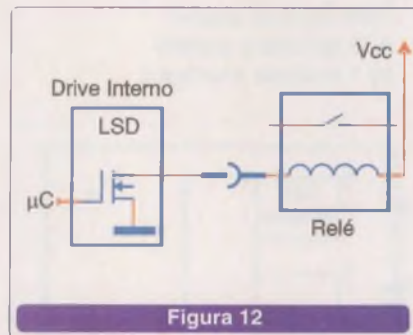 Vcc
Drive Interno
LSD
µC
Relé
Figura 12